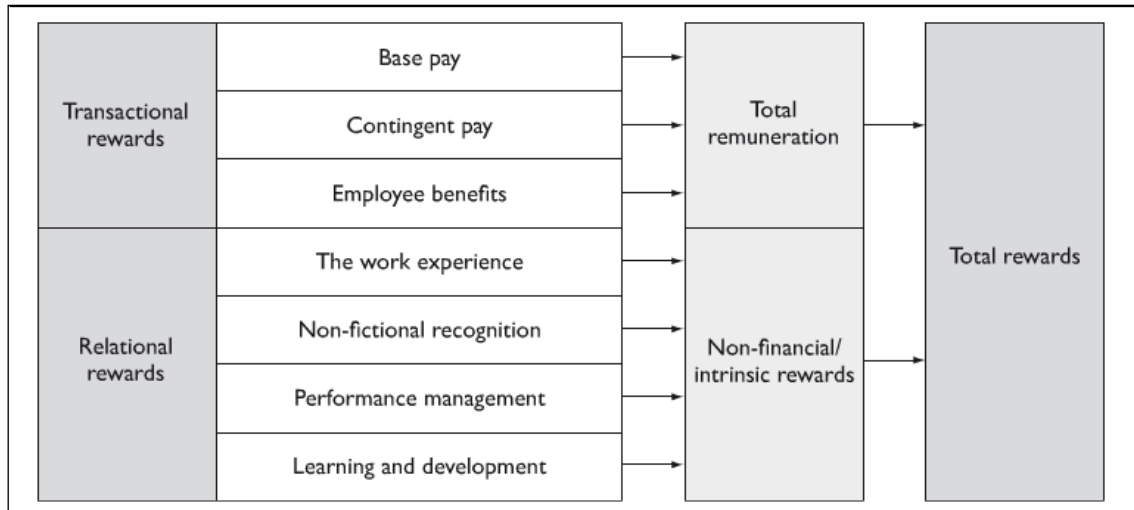 Transactional
rewards
Base pay
Contingent pay
Employee benefits
Total
remuneration
Relational
rewards
The work experience
Non-fictional recognition
Performance management
Learning and development
Non-financial/
intrinsic rewards
Total rewards